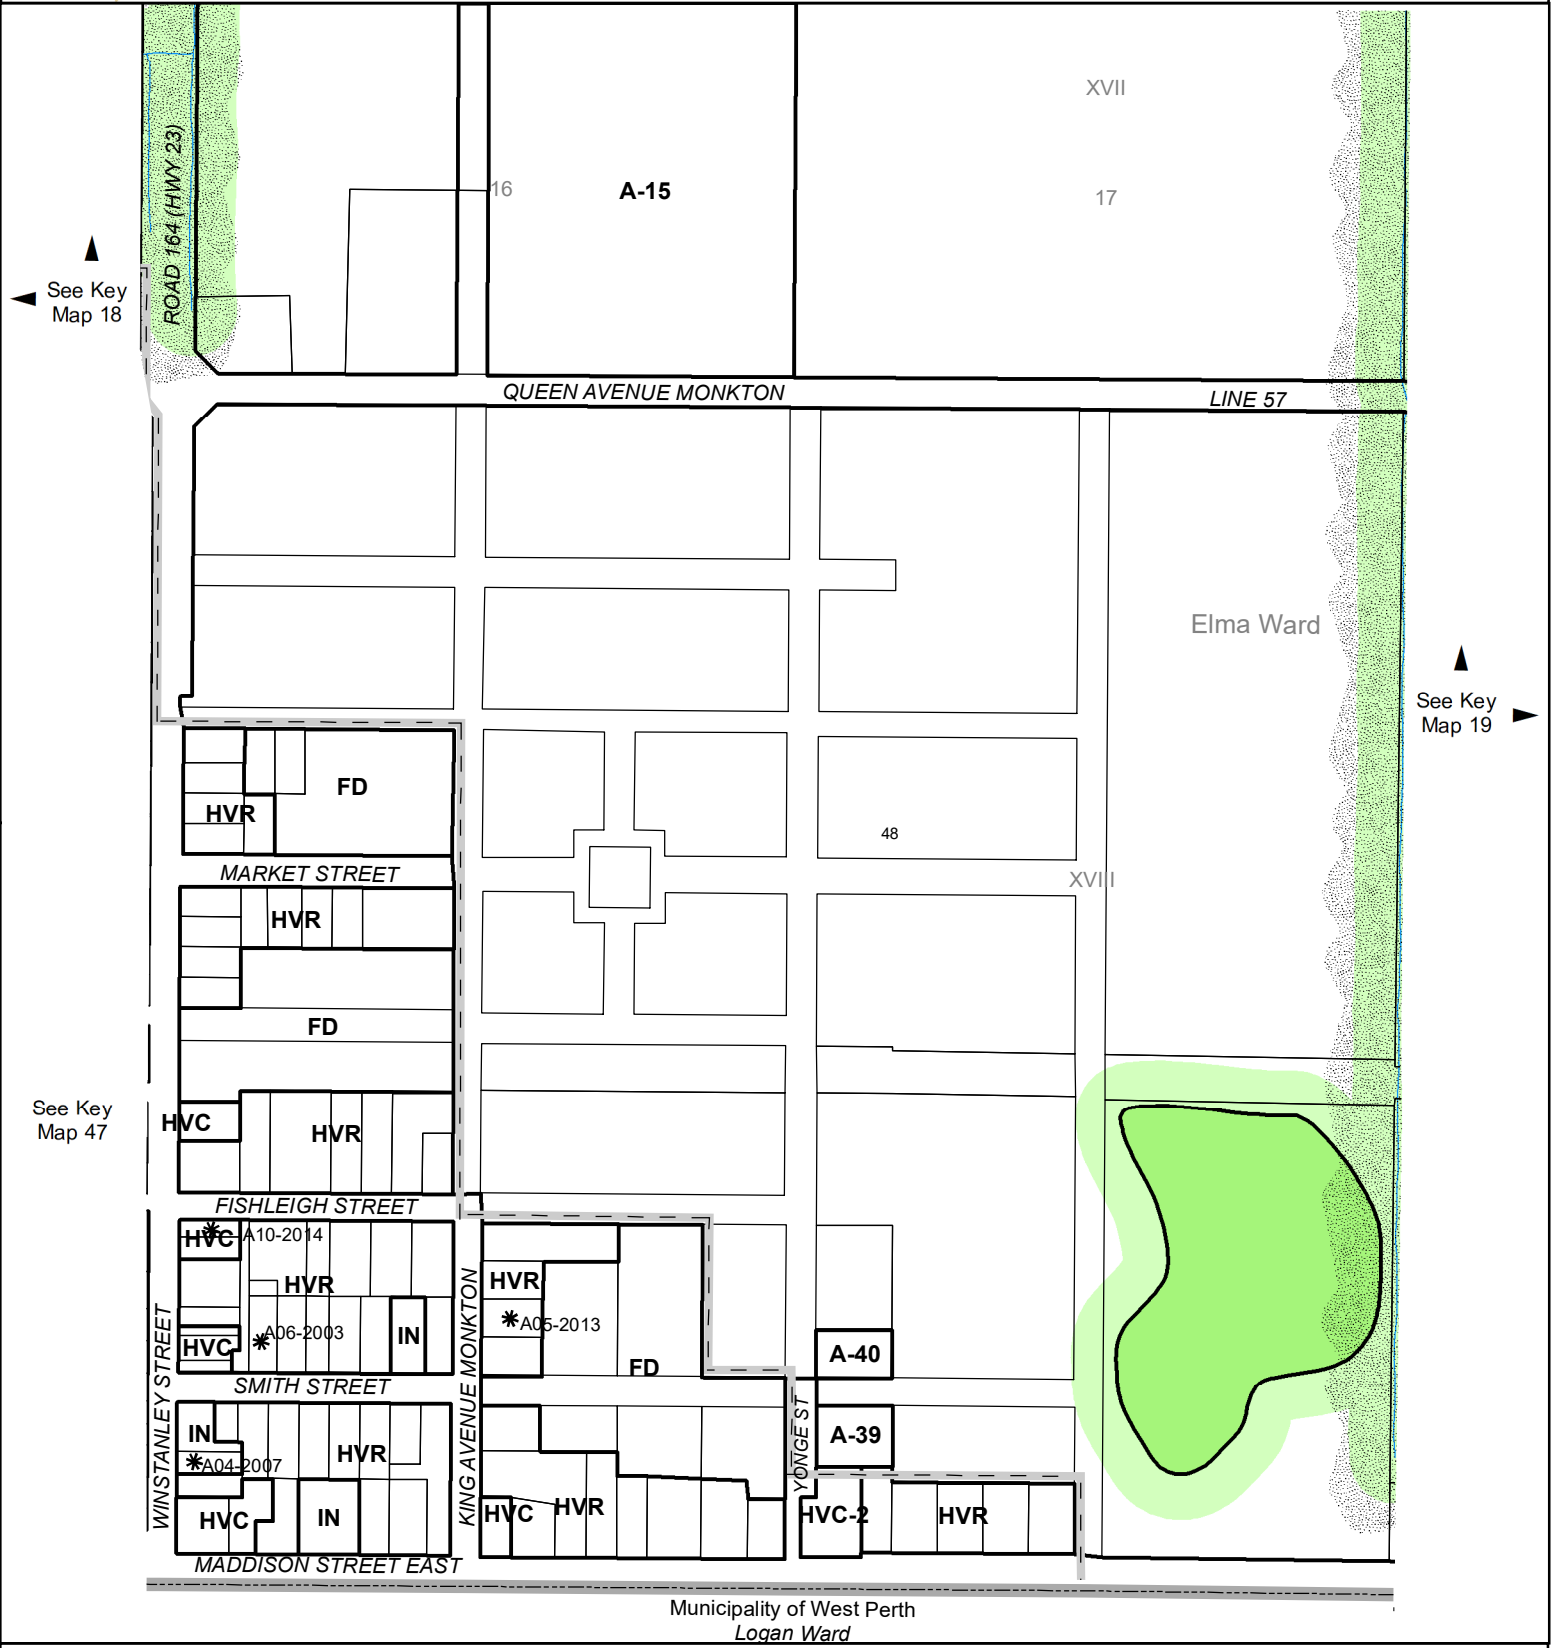 XVII
16
A-15
17
ROAD 164 (HWY 23)
See Key
Map 18
QUEEN AVENUE MONKTON
LINE 57
Elma Ward
See Key
Map 19
FD
HVR
48
MARKET STREET
XVIII
HVR
FD
See Key
Map 47
HVC
HVR
FISHLEIGH STREET
HVC
A10-2014
HVR
HVR
A05-2013
A06-2003
IN
HVC
A-40
FD
SMITH STREET
WINSTANLEY STREET
KING AVENUE MONKTON
YONGE ST
IN
A-39
HVR
A04-2007
HVC
IN
HVC
HVR
HVC-2
HVR
MADDISON STREET EAST
Municipality of West Perth
Logan Ward